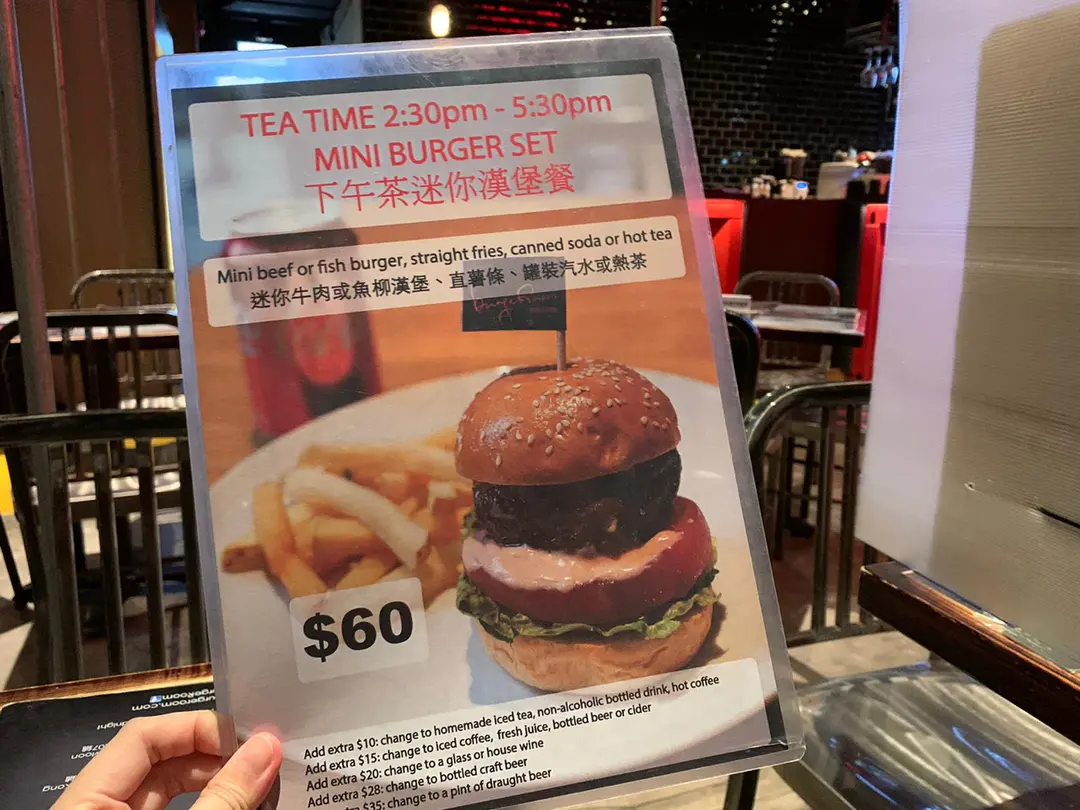 TEA TIME 2:30pm - 5:30pm
MINI BURGER SET
下午茶迷你漢堡餐
Mini beef or fish burger, straight fries, canned soda or hot tea
迷你牛肉或魚柳漢堡、直薯條、罐裝汽水或熱茶
$60
Add extra $10: change to homemade iced tea, non-alcoholic bottled drink, hot coffee
Add extra $15: change to iced coffee, fresh juice, bottled beer or cider
Add extra $20: change to a glass or house wine
Add extra $28: change to bottled craft beer
extra $35: change to a pint of draught beer
urgeroom.com
urgeRoom